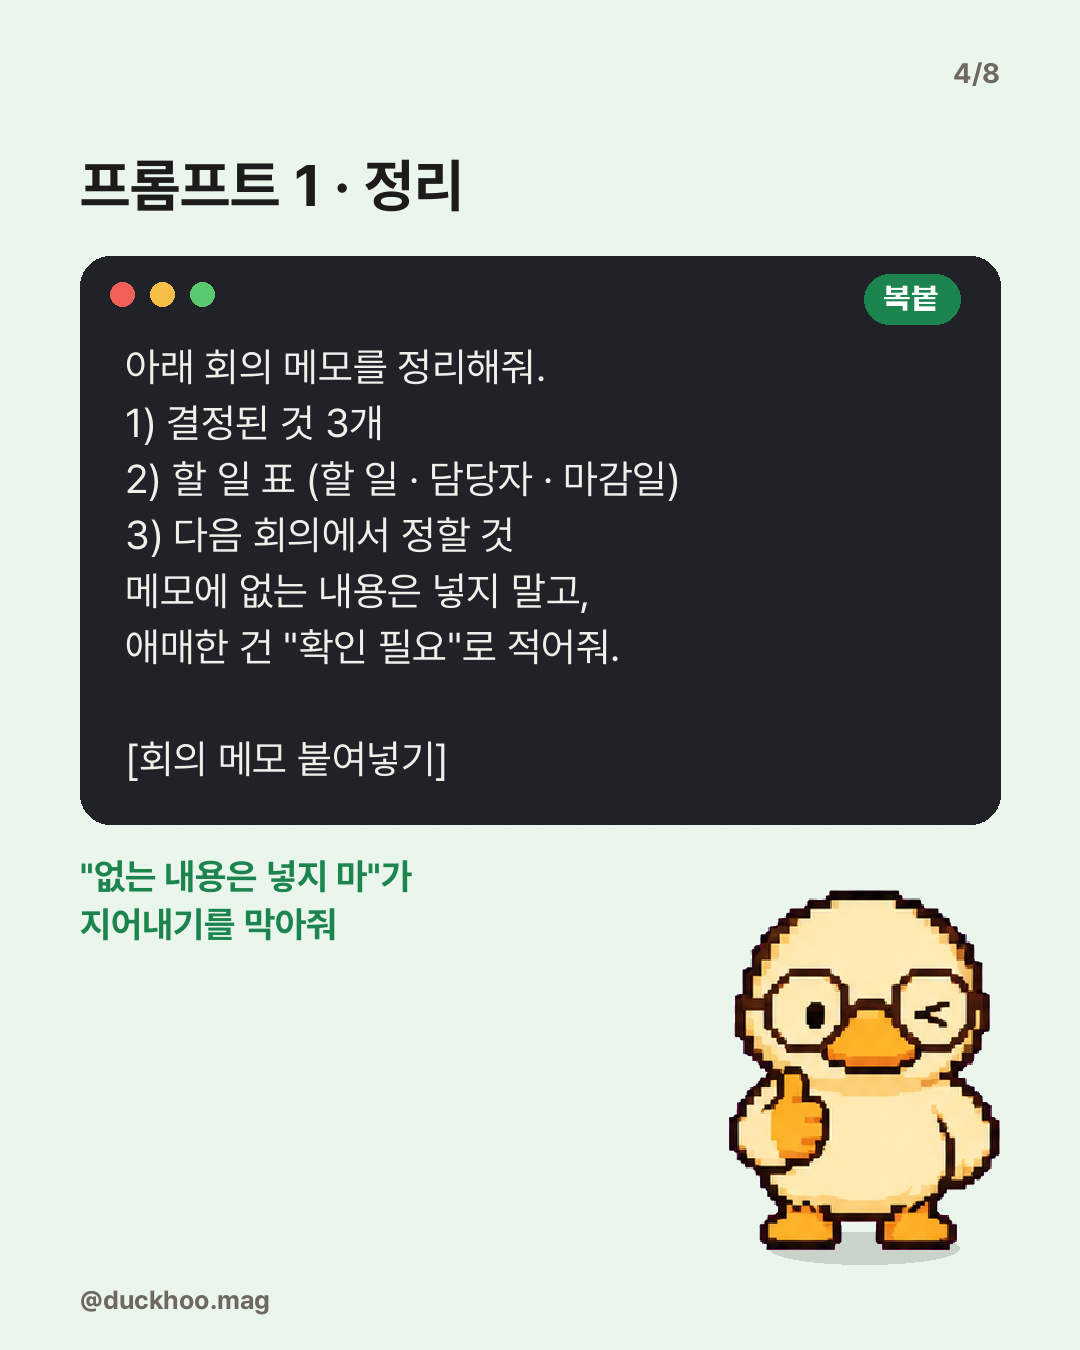 4/8
프롬프트 1 · 정리
복붙
아래 회의 메모를 정리해줘.
1) 결정된 것 3개
2) 할 일 표 (할 일 · 담당자 · 마감일)
3) 다음 회의에서 정할 것
메모에 없는 내용은 넣지 말고,
애매한 건 "확인 필요"로 적어줘.
[회의 메모 붙여넣기]
"없는 내용은 넣지 마"가
지어내기를 막아줘
@duckhoo.mag